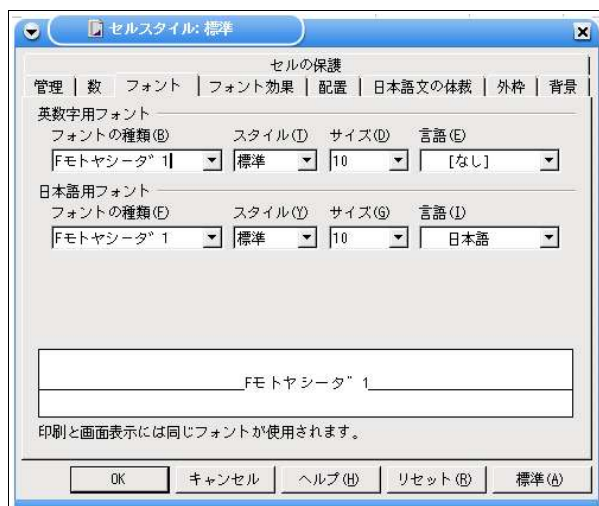 セルスタイル: 標準
セルの保護
管理 数 フォント フォント効果 配置 日本語文の体裁 外枠 背景
英数字用フォント
フォントの種類(B) スタイル(T) サイズ(D) 言語(E)
Fモトヤシーダ゛1 標準 10 [なし]
日本語用フォント
フォントの種類(F) スタイル(Y) サイズ(G) 言語(I)
Fモトヤシーダ゛1 標準 10 日本語
Fモトヤシーダ゛1
印刷と画面表示には同じフォントが使用されます。
OK キャンセル ヘルプ(H) リセット(R) 標準(A)